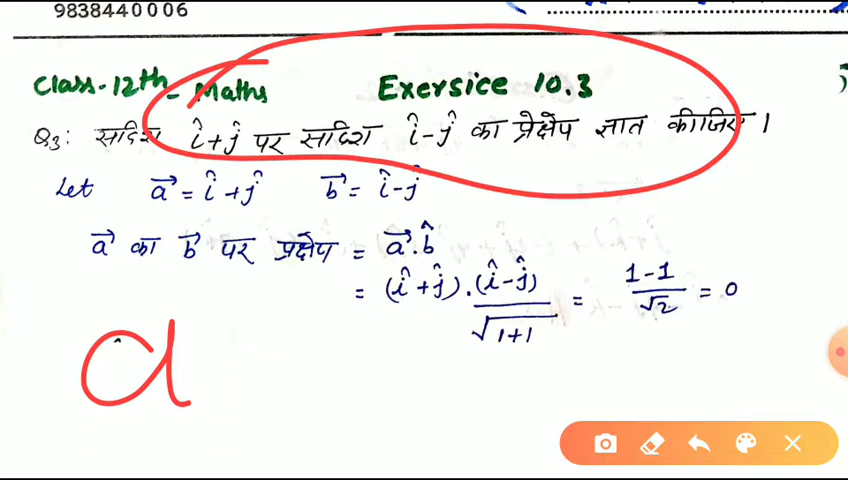 9838440006
Class-12th- Maths Exersice 10.3
Q3: सदिश î+ĵ पर सदिश î-ĵ का प्रेक्षेप ज्ञात कीजिए।
Let a⃗ = î+ĵ b⃗ = î-ĵ
a⃗ का b⃗ पर प्रक्षेप = a⃗.b̂
= (î+ĵ).(î-ĵ)/√(1+1) = (1-1)/√2 = 0
a